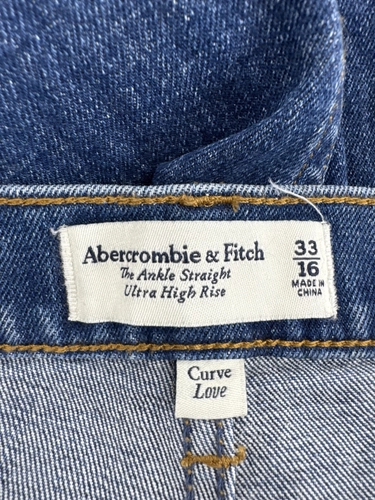 Abercrombie & Fitch
The Ankle Straight
Ultra High Rise
33
16
MADE IN
CHINA
Curve
Love